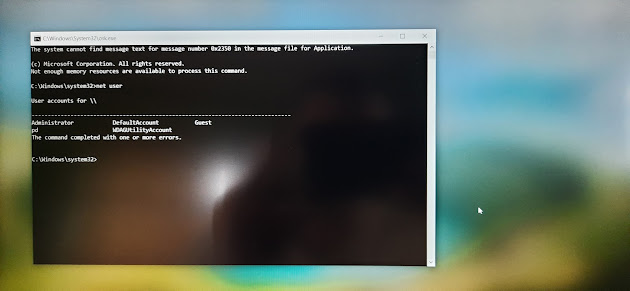 C:\Windows\System32\utilman.exe
The system cannot find message text for message number 0x2350 in the message file for Application.
(c) Microsoft Corporation. All rights reserved.
Not enough memory resources are available to process this command.
C:\Windows\system32>net user
User accounts for \\
-------------------------------------------------------------------------------
Administrator DefaultAccount Guest
pd WDAGUtilityAccount
The command completed with one or more errors.
C:\Windows\system32>